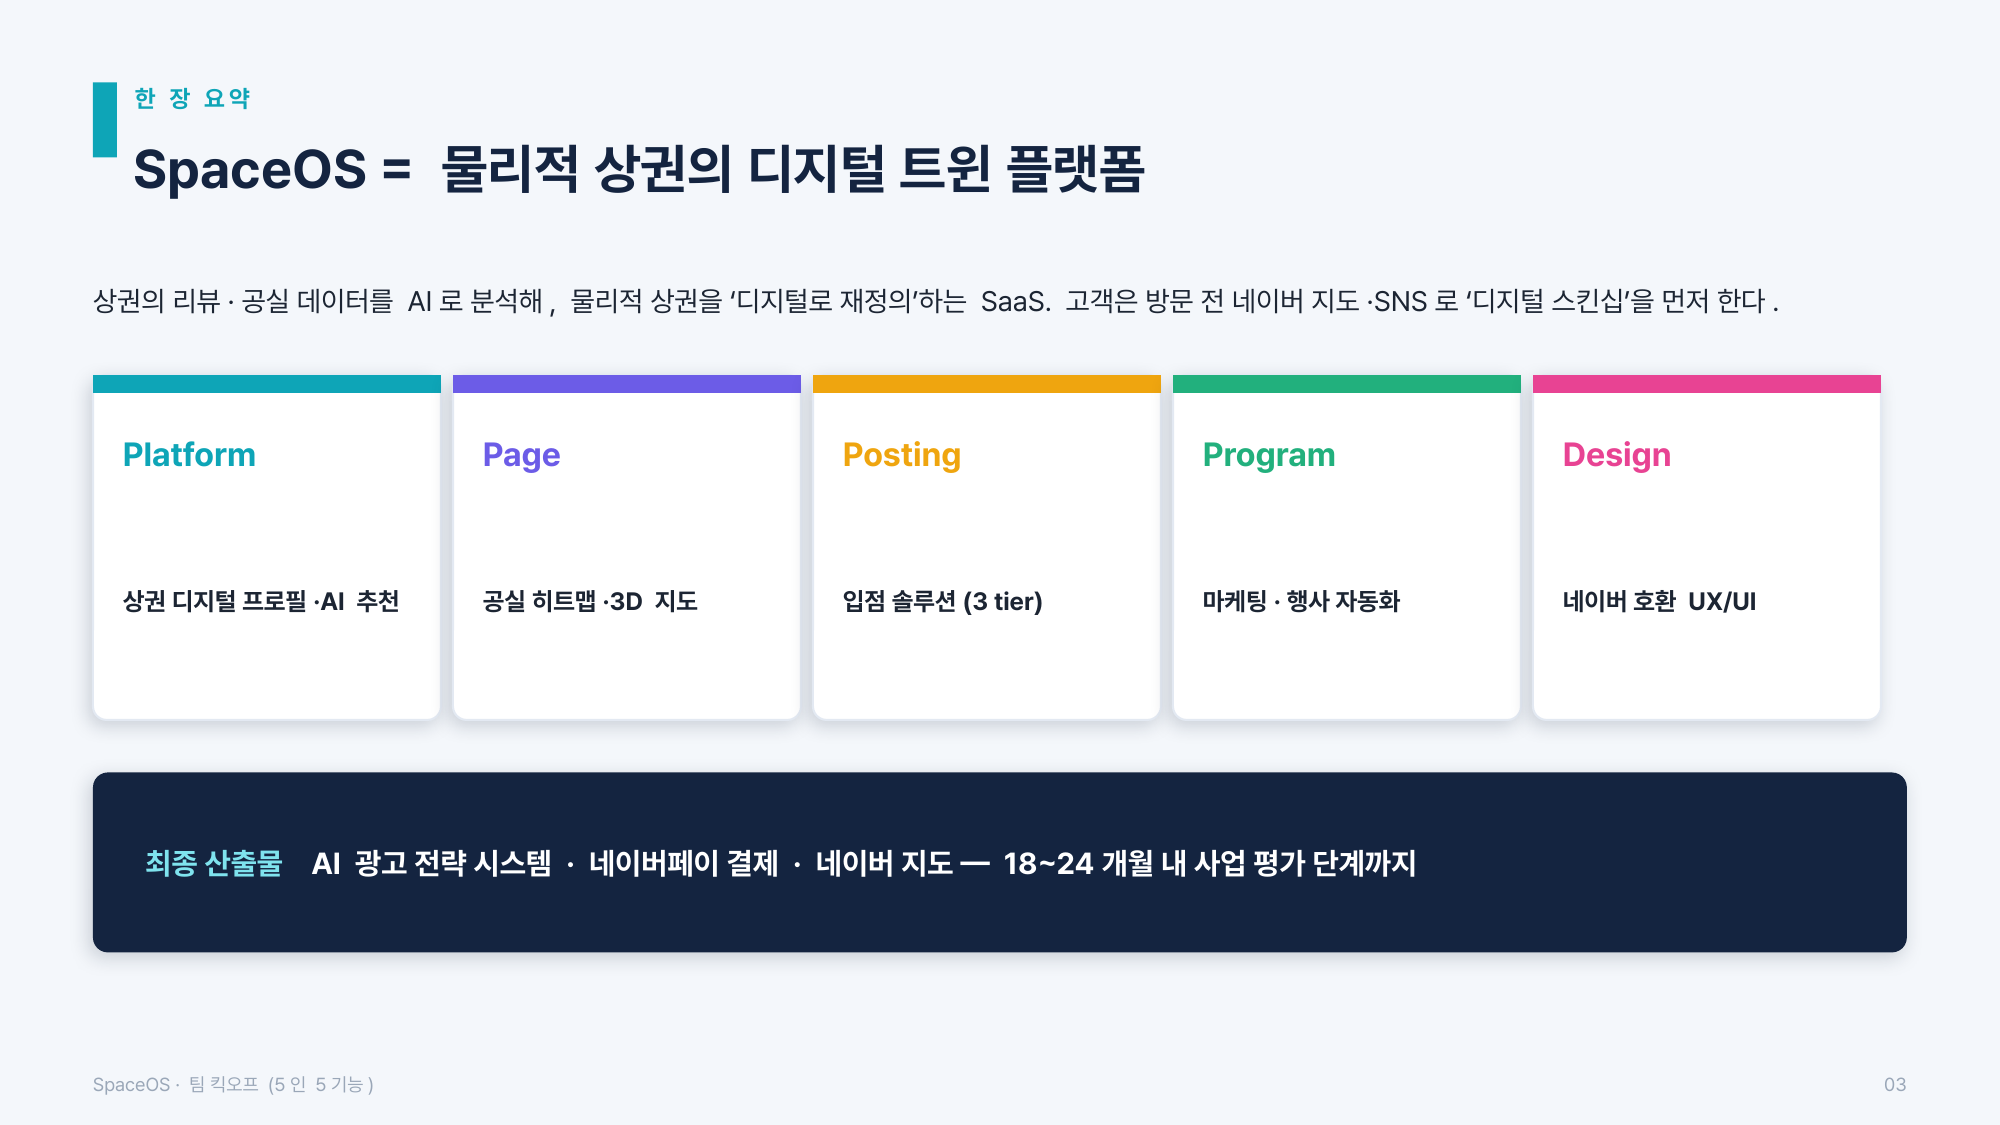 한 장 요약
SpaceOS = 물리적 상권의 디지털 트윈 플랫폼
상권의 리뷰 · 공실 데이터를 AI 로 분석해 , 물리적 상권을 ‘디지털로 재정의’하는 SaaS. 고객은 방문 전 네이버 지도 ·SNS 로 ‘디지털 스킨십’을 먼저 한다 .
Platform
상권 디지털 프로필 ·AI 추천
Page
공실 히트맵 ·3D 지도
Posting
입점 솔루션 (3 tier)
Program
마케팅 · 행사 자동화
Design
네이버 호환 UX/UI
최종 산출물 AI 광고 전략 시스템 · 네이버페이 결제 · 네이버 지도 — 18~24 개월 내 사업 평가 단계까지
SpaceOS · 팀 킥오프 (5 인 5 기능 )
03